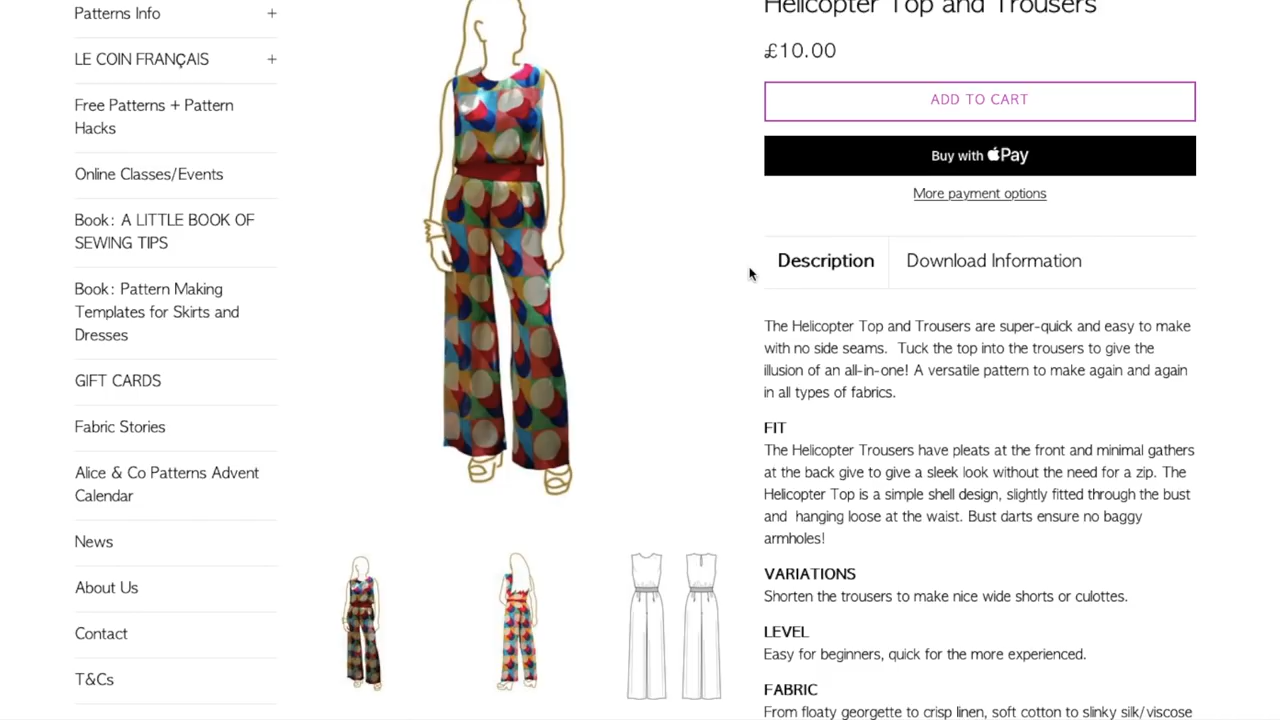 Patterns Info +
LE COIN FRANÇAIS +
Free Patterns + Pattern
Hacks
Online Classes/Events
Book: A LITTLE BOOK OF
SEWING TIPS
Book: Pattern Making
Templates for Skirts and
Dresses
GIFT CARDS
Fabric Stories
Alice & Co Patterns Advent
Calendar
News
About Us
Contact
T&Cs
Helicopter Top and Trousers
£10.00
ADD TO CART
Buy with Pay
More payment options
Description
Download Information
The Helicopter Top and Trousers are super-quick and easy to make
with no side seams. Tuck the top into the trousers to give the
illusion of an all-in-one! A versatile pattern to make again and again
in all types of fabrics.
FIT
The Helicopter Trousers have pleats at the front and minimal gathers
at the back give to give a sleek look without the need for a zip. The
Helicopter Top is a simple shell design, slightly fitted through the bust
and hanging loose at the waist. Bust darts ensure no baggy
armholes!
VARIATIONS
Shorten the trousers to make nice wide shorts or culottes.
LEVEL
Easy for beginners, quick for the more experienced.
FABRIC
From floaty georgette to crisp linen, soft cotton to slinky silk/viscose